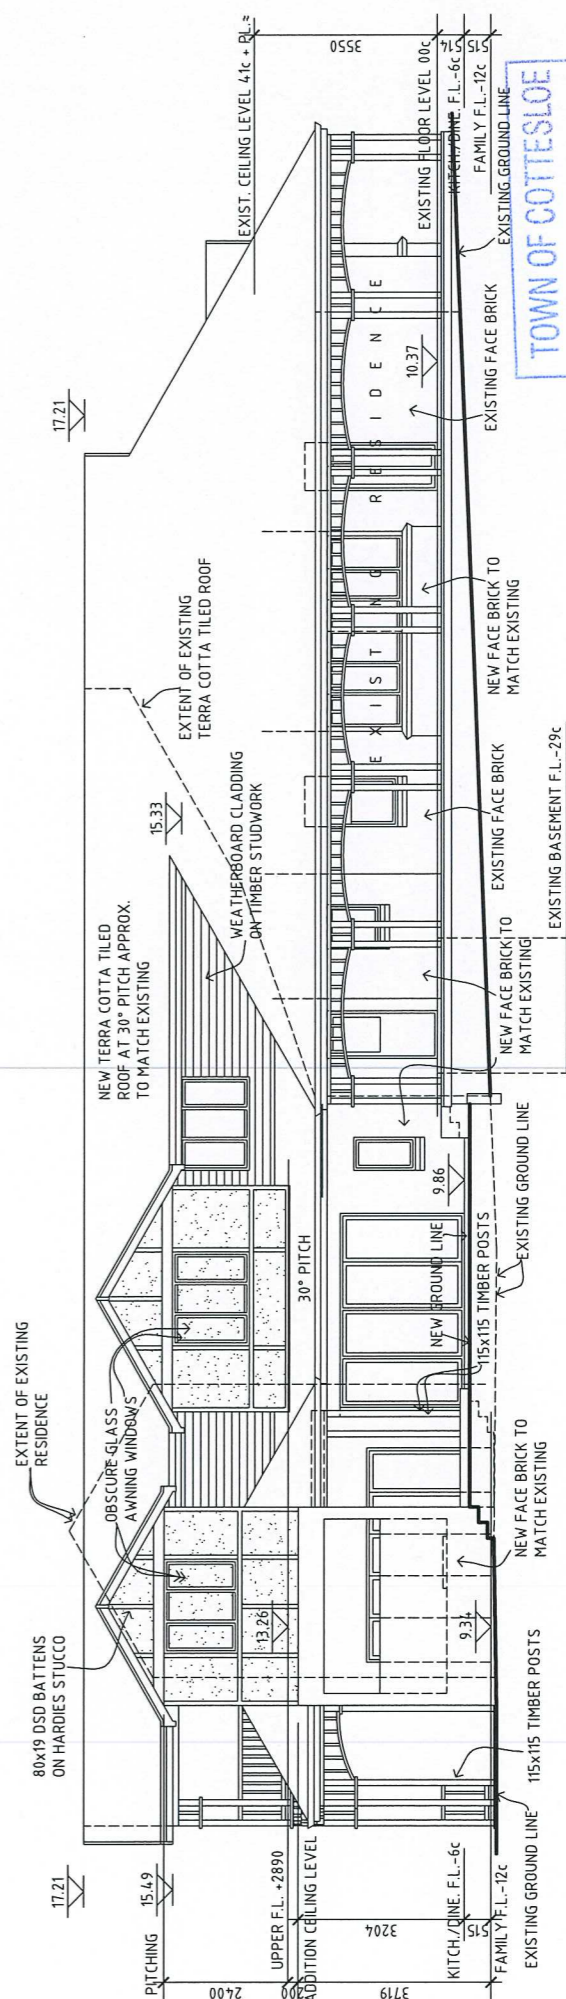 EXIST. CEILING LEVEL 41c + PL.=
3550
EXISTING FLOOR LEVEL 00c
514
KITCH./DINE. F.L.-6c
515
FAMILY F.L.-12c
EXISTING GROUND LINE
TOWN OF COTTESLOE
17.21
10.37
EXISTING RESIDENCE
EXISTING FACE BRICK
EXTENT OF EXISTING
TERRA COTTA TILED ROOF
NEW FACE BRICK TO
MATCH EXISTING
15.33
WEATHERBOARD CLADDING
ON TIMBER STUDWORK
EXISTING FACE BRICK
EXISTING BASEMENT F.L.-29c
NEW TERRA COTTA TILED
ROOF AT 30° PITCH APPROX.
TO MATCH EXISTING
NEW FACE BRICK TO
MATCH EXISTING
9.86
30° PITCH
NEW GROUND LINE
115x115 TIMBER POSTS
EXISTING GROUND LINE
EXTENT OF EXISTING
RESIDENCE
OBSCURE GLASS
AWNING WINDOWS
NEW FACE BRICK TO
MATCH EXISTING
80x19 DSD BATTENS
ON HARDIES STUCCO
13.26
9.34
115x115 TIMBER POSTS
EXISTING GROUND LINE
17.21
15.49
PITCHING
2400
UPPER F.L. +2890
200
ADDITION CEILING LEVEL
3204
3719
KITCH./DINE. F.L.-6c
515
FAMILY F.L.-12c